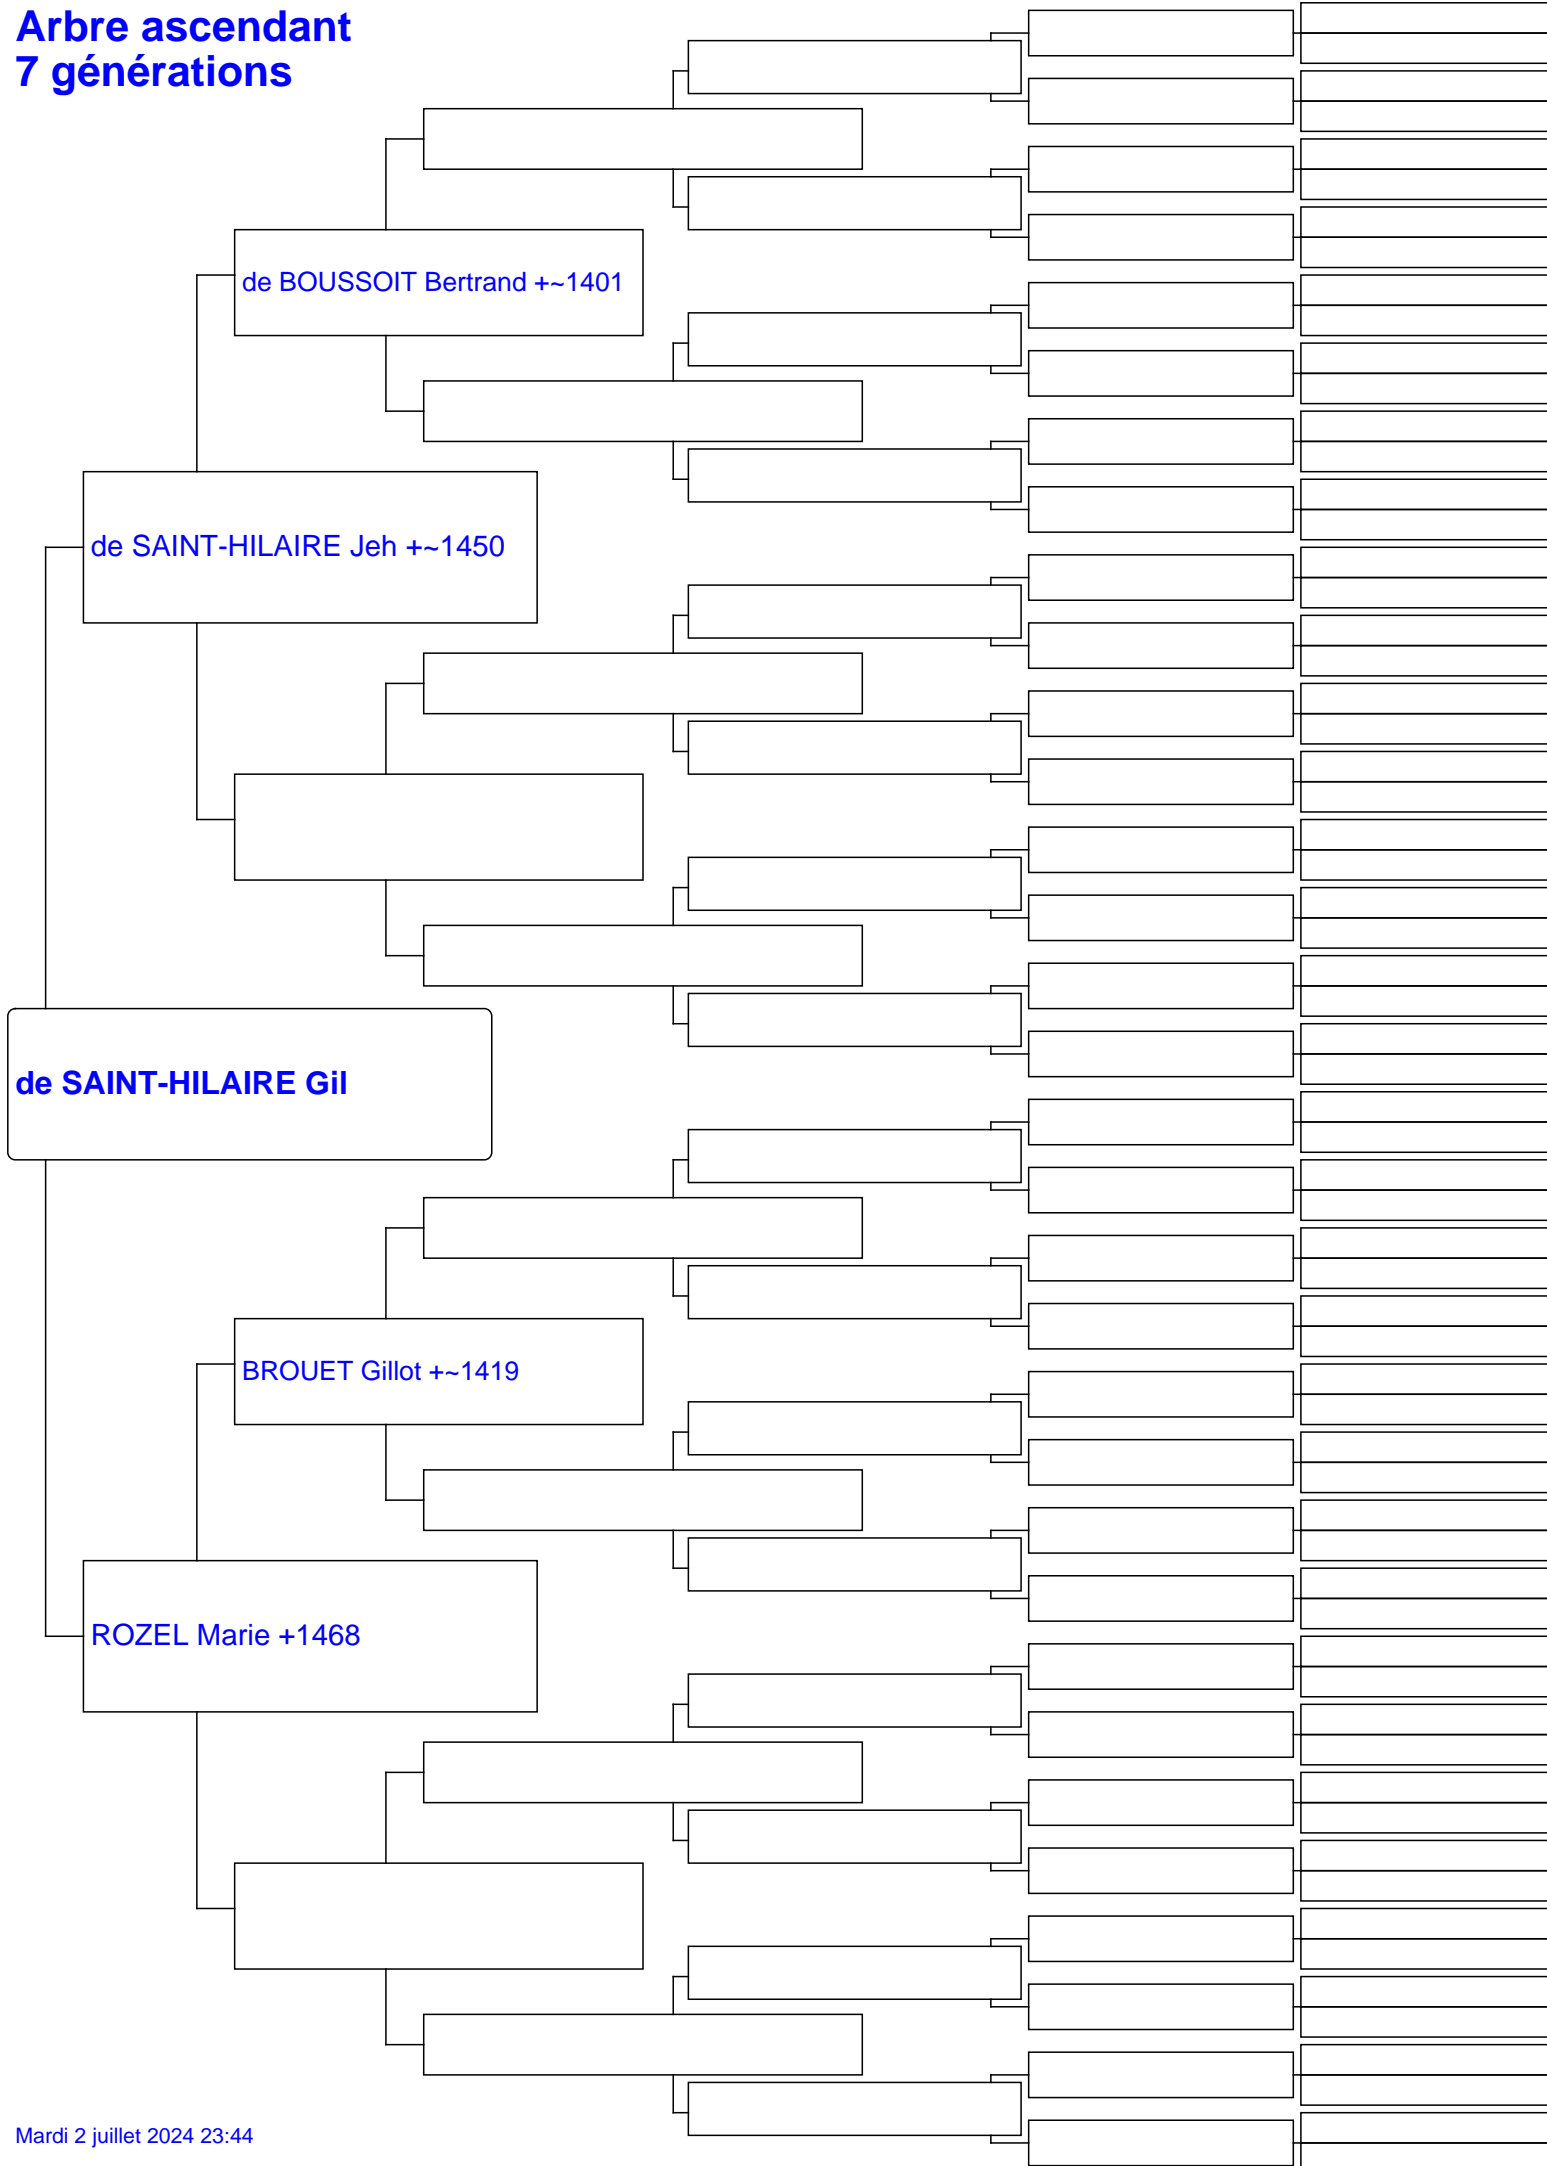 Arbre ascendant
7 générations
de BOUSSOIT Bertrand +~1401
de SAINT-HILAIRE Jeh +~1450
de SAINT-HILAIRE Gil
BROUET Gillot +~1419
ROZEL Marie +1468
Mardi 2 juillet 2024 23:44